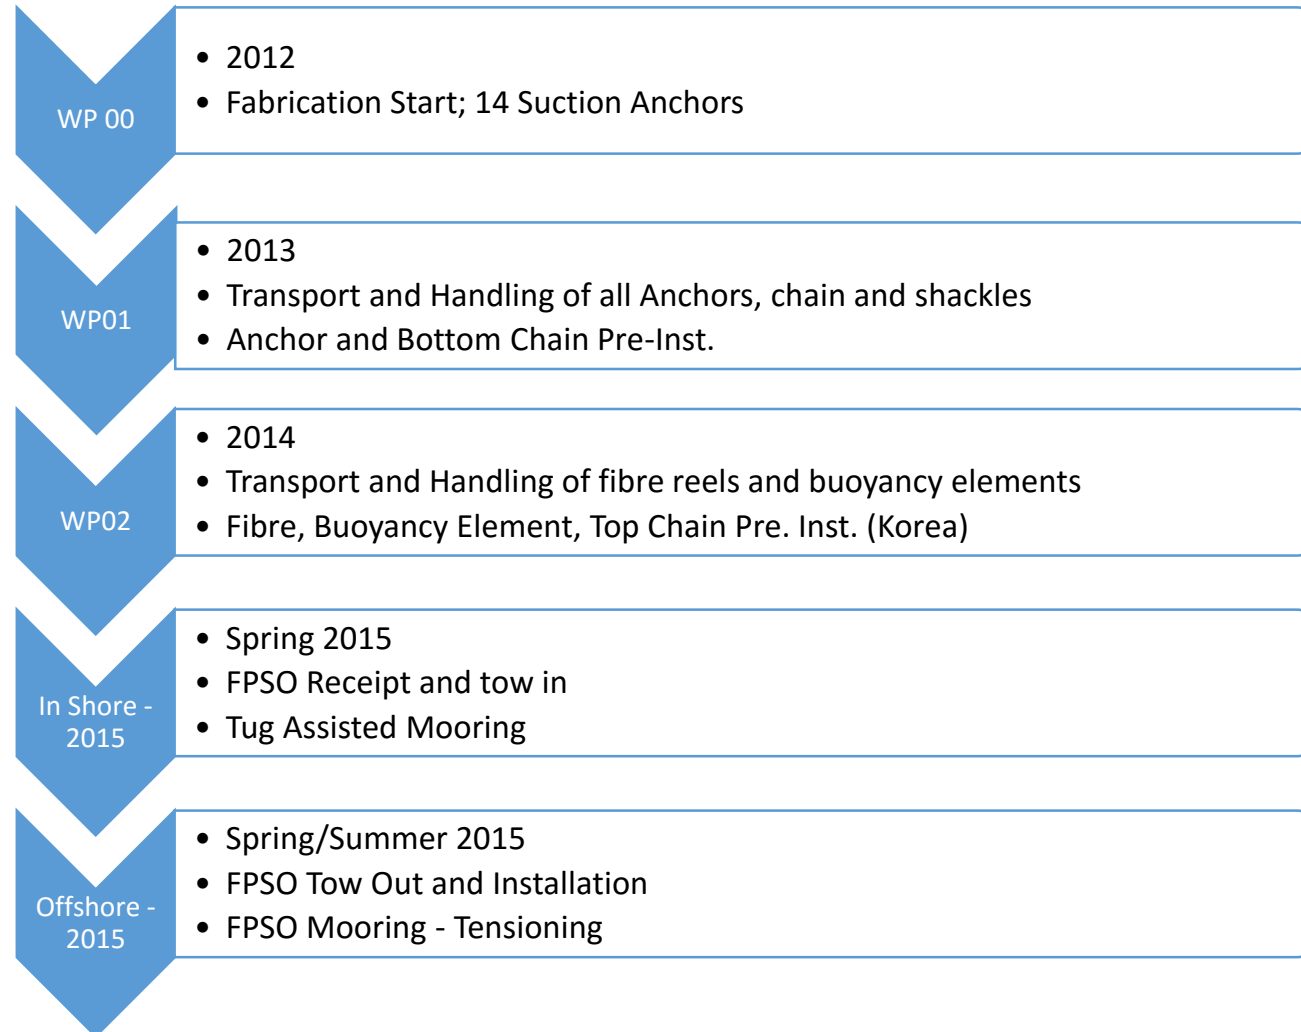 WP 00
• 2012
• Fabrication Start; 14 Suction Anchors
WP01
• 2013
• Transport and Handling of all Anchors, chain and shackles
• Anchor and Bottom Chain Pre-Inst.
WP02
• 2014
• Transport and Handling of fibre reels and buoyancy elements
• Fibre, Buoyancy Element, Top Chain Pre. Inst. (Korea)
In Shore -
2015
• Spring 2015
• FPSO Receipt and tow in
• Tug Assisted Mooring
Offshore -
2015
• Spring/Summer 2015
• FPSO Tow Out and Installation
• FPSO Mooring - Tensioning